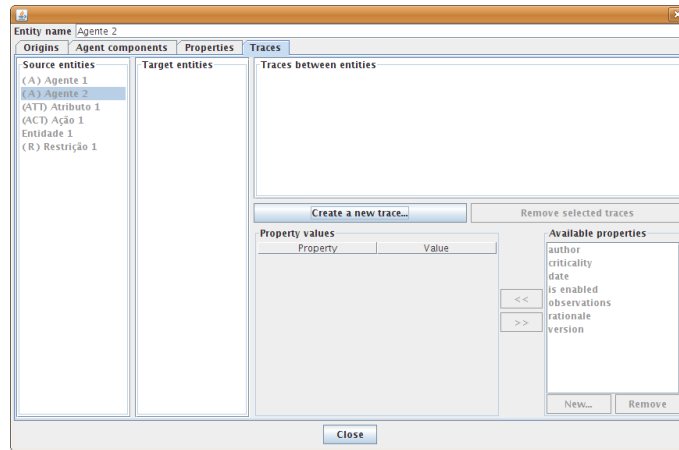 Entity name Agente 2
Origins Agent components Properties Traces
Source entities
( A ) Agente 1
( A ) Agente 2
(ATT) Atributo 1
(ACT) Ação 1
Entidade 1
( R ) Restrição 1
Target entities
Traces between entities
Create a new trace... Remove selected traces
Property values
Property Value
<<
>>
Available properties
author
criticality
date
is enabled
observations
rationale
version
New... Remove
Close